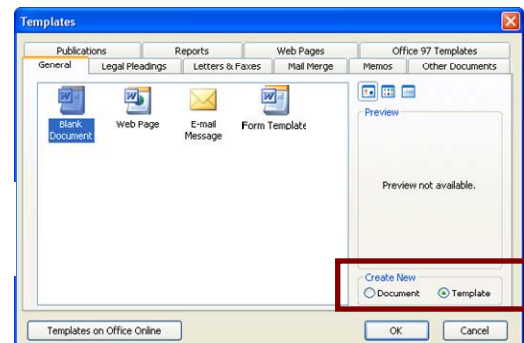 Templates
Publications Reports Web Pages Office 97 Templates
General Legal Pleadings Letters & Faxes Mail Merge Memos Other Documents
Blank Document
Web Page
E-mail Message
Form Template
Preview
Preview not available.
Create New
Document Template
Templates on Office Online OK Cancel